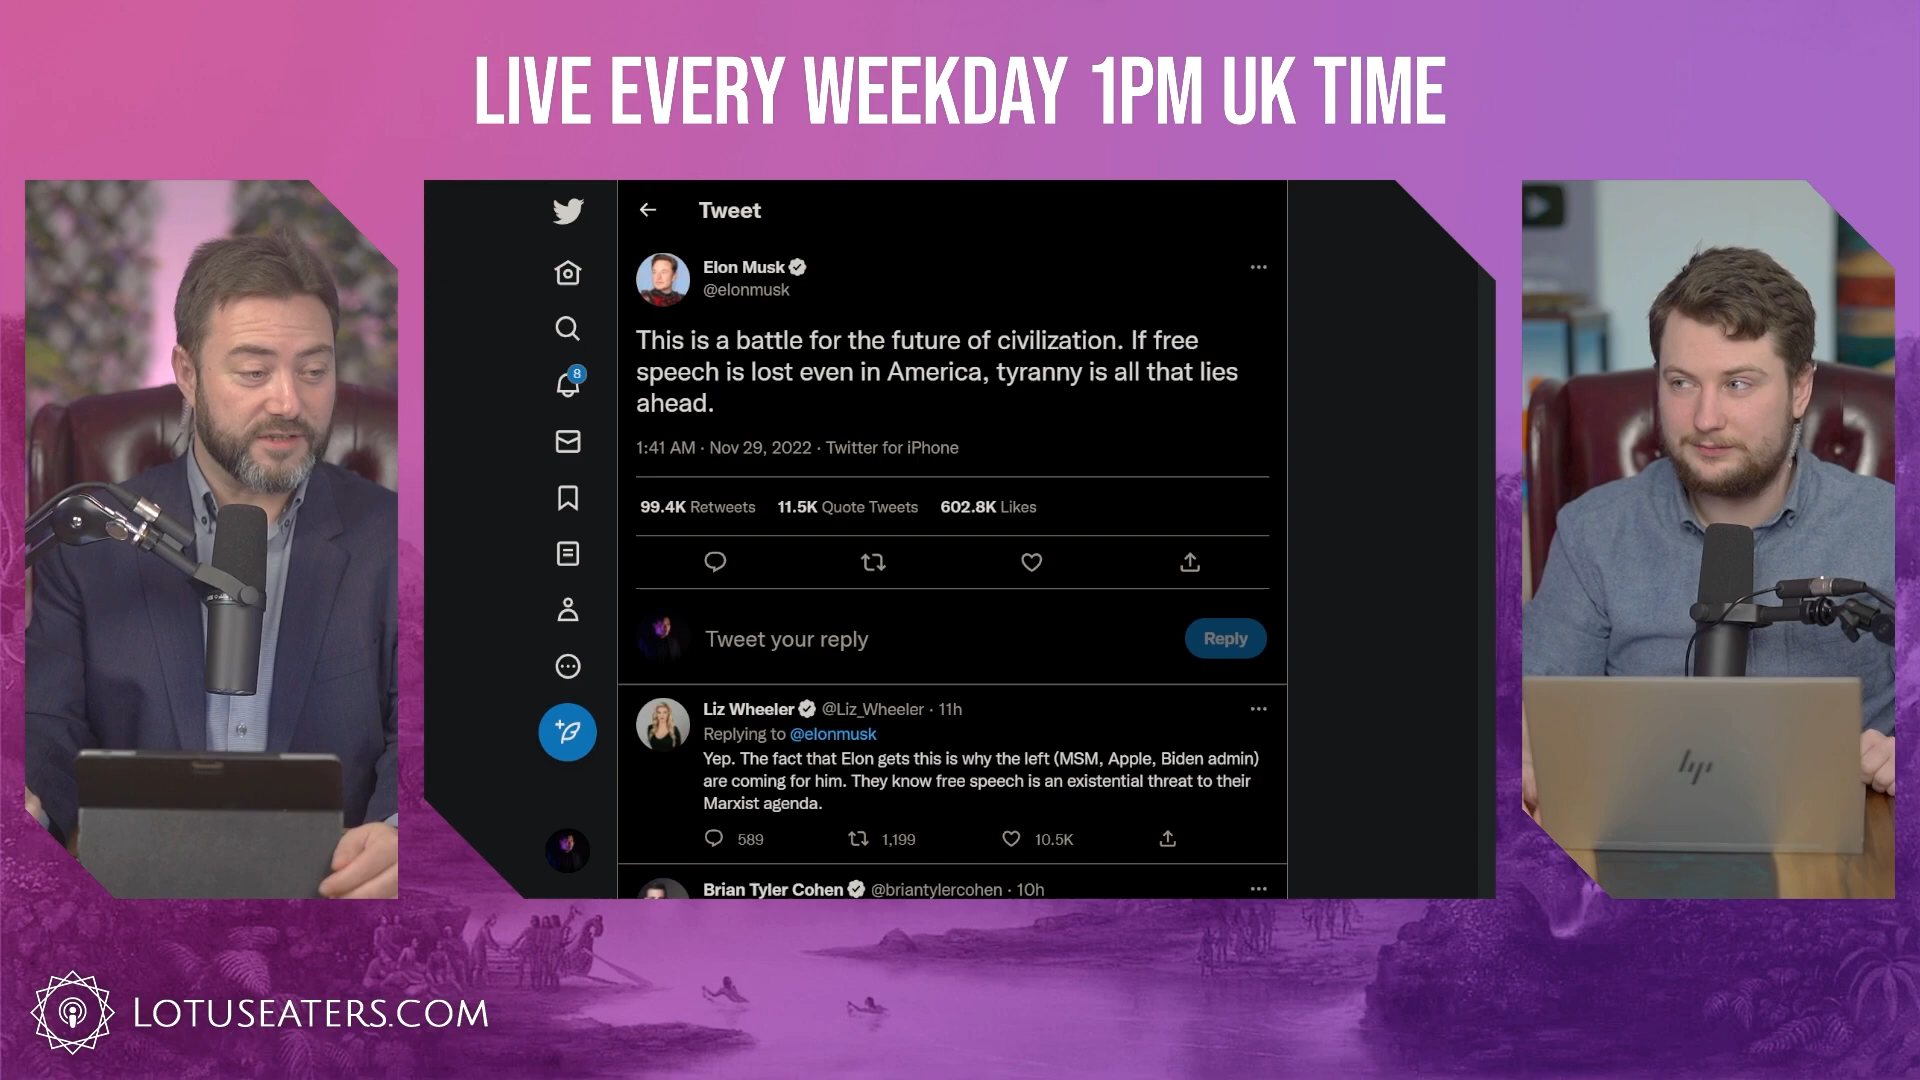 LIVE EVERY WEEKDAY 1PM UK TIME
Tweet
Elon Musk
@elonmusk
This is a battle for the future of civilization. If free
speech is lost even in America, tyranny is all that lies
ahead.
1:41 AM · Nov 29, 2022 · Twitter for iPhone
99.4K Retweets 11.5K Quote Tweets 602.8K Likes
8
Tweet your reply
Reply
Liz Wheeler @Liz_Wheeler · 11h
Replying to @elonmusk
Yep. The fact that Elon gets this is why the left (MSM, Apple, Biden admin)
are coming for him. They know free speech is an existential threat to their
Marxist agenda.
589 1,199 10.5K
Brian Tyler Cohen @briantylercohen · 10h
hp
LOTUSEATERS.COM